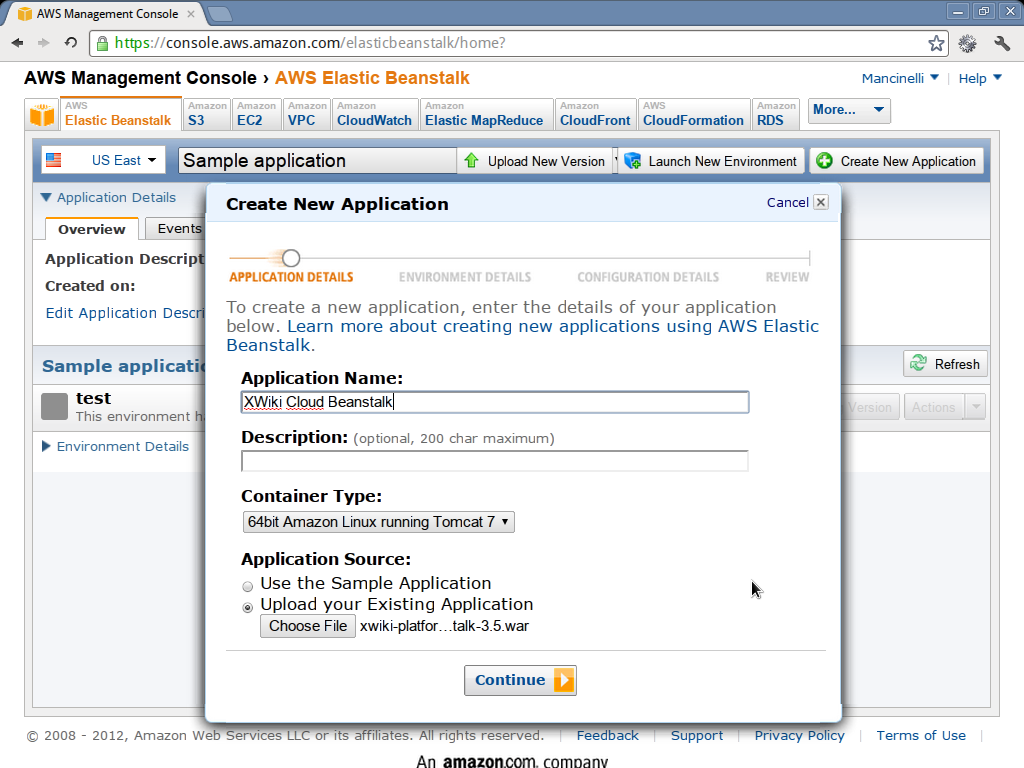 AWS Management Console
https://console.aws.amazon.com/elasticbeanstalk/home?
AWS Management Console › AWS Elastic Beanstalk
Mancinelli
Help
AWS
Elastic Beanstalk
Amazon
S3
Amazon
EC2
Amazon
VPC
Amazon
CloudWatch
Amazon
Elastic MapReduce
Amazon
CloudFront
AWS
CloudFormation
Amazon
RDS
More...
US East
Sample application
Upload New Version
Launch New Environment
Create New Application
Application Details
Overview
Events
Application Descript
Created on:
Edit Application Descri
Sample applicatio
Refresh
test
This environment h
Version
Actions
Environment Details
Create New Application
Cancel
APPLICATION DETAILS
ENVIRONMENT DETAILS
CONFIGURATION DETAILS
REVIEW
To create a new application, enter the details of your application
below. Learn more about creating new applications using AWS Elastic
Beanstalk.
Application Name:
XWiki Cloud Beanstalk
Description: (optional, 200 char maximum)
Container Type:
64bit Amazon Linux running Tomcat 7
Application Source:
Use the Sample Application
Upload your Existing Application
Choose File xwiki-platfor…talk-3.5.war
Continue
© 2008 - 2012, Amazon Web Services LLC or its affiliates. All rights reserved. | Feedback | Support | Privacy Policy | Terms of Use |
An amazon.com. company